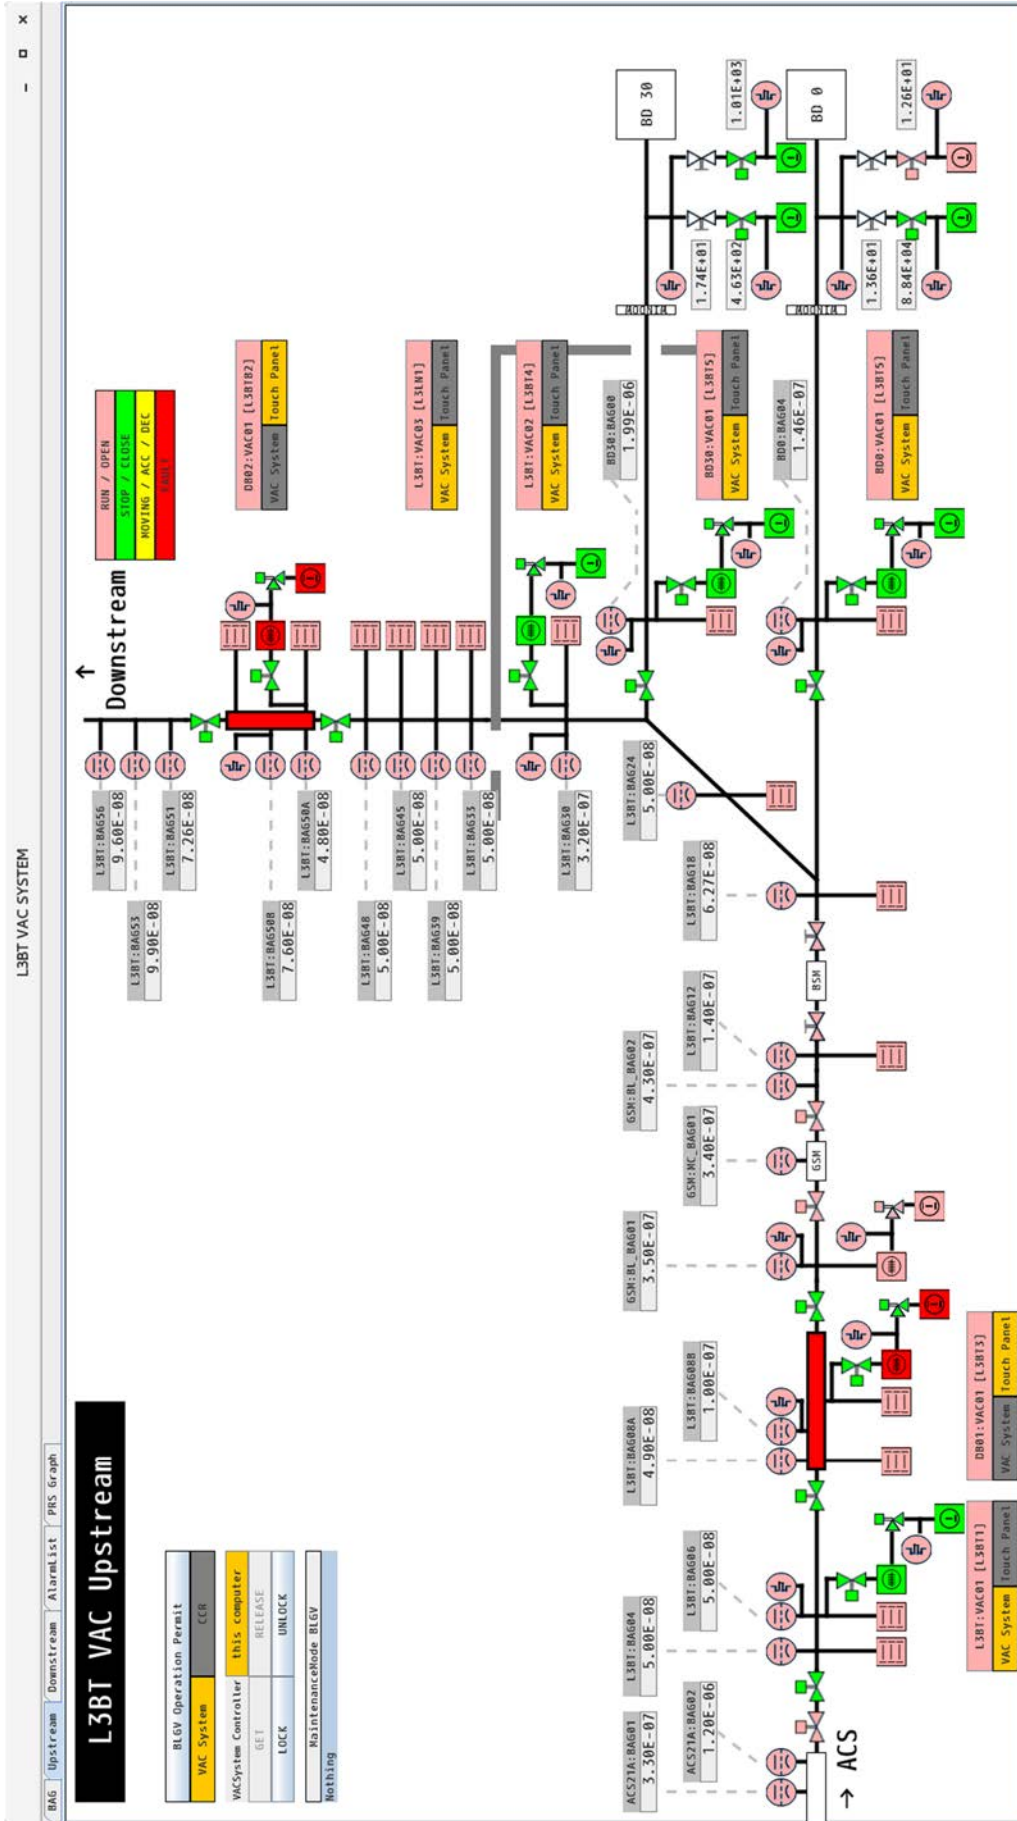 L3BT VAC SYSTEM
BAG
Upstream
Downstream
AlarmList
PRS Graph
L3BT VAC Upstream
BLGV Operation Permit
VAC System
CCR
VACSystem Controller
this computer
GET
RELEASE
LOCK
UNLOCK
MaintenanceMode BLGV
Nothing
↑
Downstream
RUN / OPEN
STOP / CLOSE
MOVING / ACC / DEC
FAULT
L3BT:BAG56
9.60E-08
L3BT:BAG53
9.90E-08
L3BT:BAG51
7.26E-08
L3BT:BAG50B
7.60E-08
L3BT:BAG50A
4.80E-08
L3BT:BAG48
5.00E-08
L3BT:BAG45
5.00E-08
L3BT:BAG39
5.00E-08
L3BT:BAG33
5.00E-08
L3BT:BAG30
3.20E-07
DB02:VAC01 [L3BTB2]
VAC System
Touch Panel
L3BT:VAC03 [L3LN1]
VAC System
Touch Panel
L3BT:VAC02 [L3BT4]
VAC System
Touch Panel
L3BT:BAG24
5.00E-08
BD30:BAG00
1.99E-06
BD 30
1.74E+01
4.63E+02
1.01E+03
BD30:VAC01 [L3BT5]
VAC System
Touch Panel
BD0:BAG04
1.46E-07
BD 0
1.36E+01
8.84E+04
1.26E+01
BD0:VAC01 [L3BT5]
VAC System
Touch Panel
ACS21A:BAG01
3.30E-07
ACS21A:BAG02
1.20E-06
L3BT:BAG04
5.00E-08
L3BT:BAG06
5.00E-08
L3BT:BAG08A
4.90E-08
L3BT:BAG08B
1.00E-07
GSM:BL_BAG01
3.50E-07
GSM:MC_BAG01
3.40E-07
GSM:BL_BAG02
4.30E-07
L3BT:BAG12
1.40E-07
L3BT:BAG18
6.27E-08
GSM
BSM
→ ACS
L3BT:VAC01 [L3BT1]
VAC System
Touch Panel
DB01:VAC01 [L3BT3]
VAC System
Touch Panel